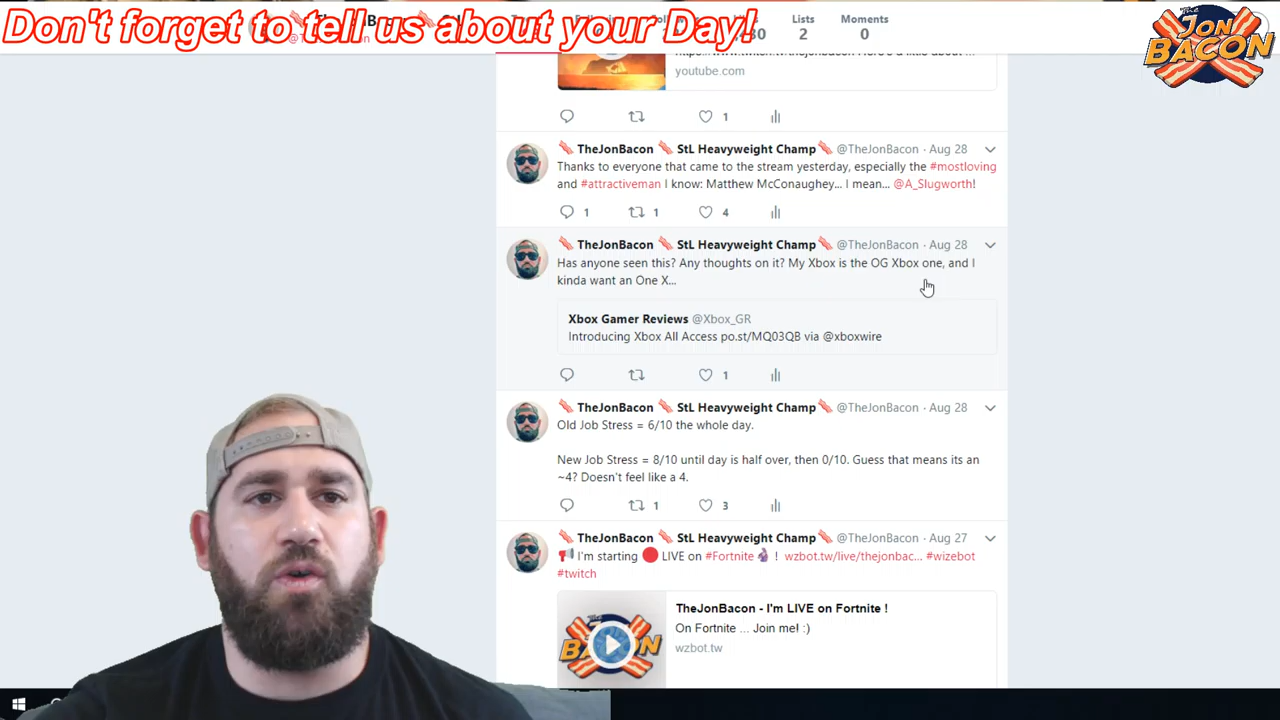 Don't forget to tell us about your Day!
Lists
Moments
2
0
The
JON
BACON
youtube.com
1
TheJonBacon StL Heavyweight Champ @TheJonBacon · Aug 28
Thanks to everyone that came to the stream yesterday, especially the #mostloving
and #attractiveman I know: Matthew McConaughey... I mean... @A_Slugworth!
1 1 4
TheJonBacon StL Heavyweight Champ @TheJonBacon · Aug 28
Has anyone seen this? Any thoughts on it? My Xbox is the OG Xbox one, and I
kinda want an One X...
Xbox Gamer Reviews @Xbox_GR
Introducing Xbox All Access po.st/MQ03QB via @xboxwire
1
TheJonBacon StL Heavyweight Champ @TheJonBacon · Aug 28
Old Job Stress = 6/10 the whole day.
New Job Stress = 8/10 until day is half over, then 0/10. Guess that means its an
~4? Doesn't feel like a 4.
1 3
TheJonBacon StL Heavyweight Champ @TheJonBacon · Aug 27
I'm starting LIVE on #Fortnite ! wzbot.tw/live/thejonbac... #wizebot
#twitch
TheJonBacon - I'm LIVE on Fortnite !
On Fortnite ... Join me! :)
wzbot.tw
BACON